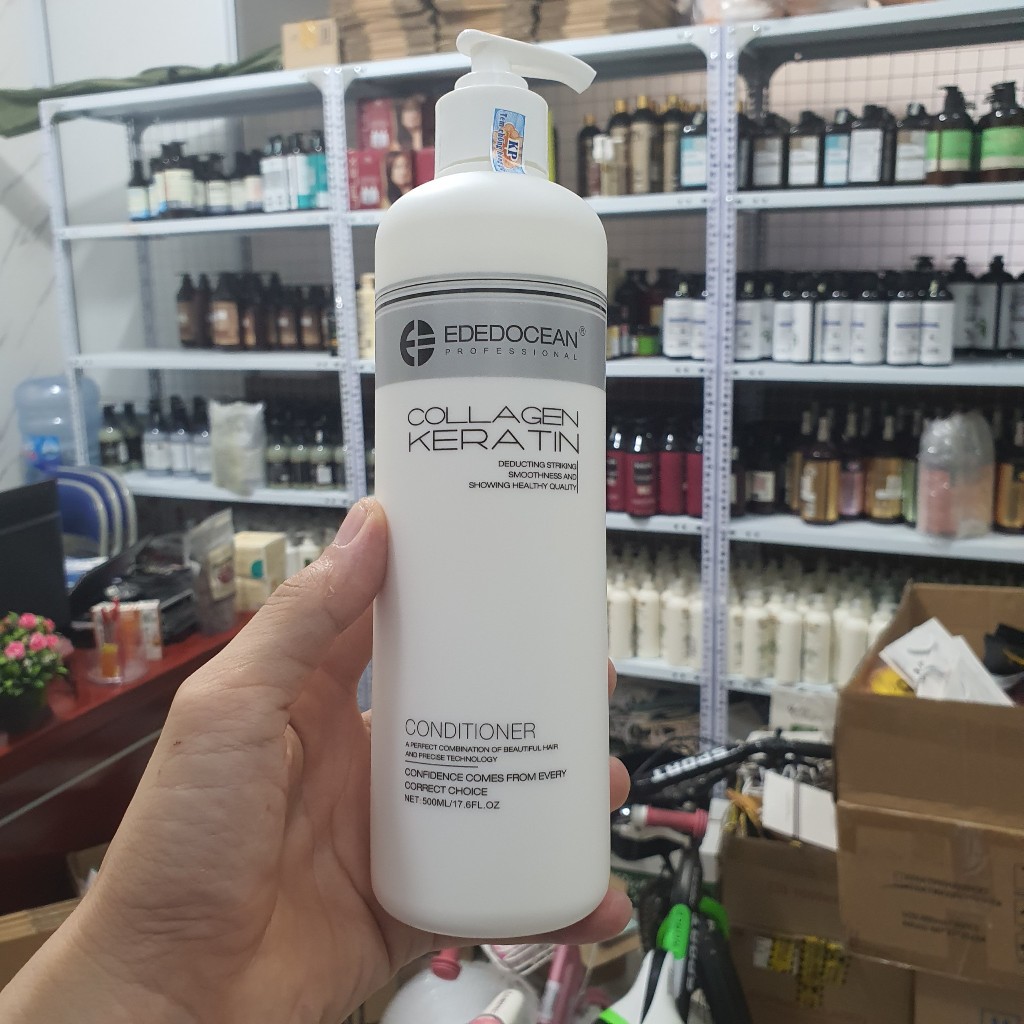 KP
EDEDOCEAN®
PROFESSIONAL
COLLAGEN
KERATIN
DEDUCTING STRIKING
SMOOTHNESS AND
SHOWING HEALTHY QUALITY
CONDITIONER
A PERFECT COMBINATION OF BEAUTIFUL HAIR
AND PRECISE TECHNOLOGY
CONFIDENCE COMES FROM EVERY
CORRECT CHOICE
NET: 500ML/17.6FL.OZ